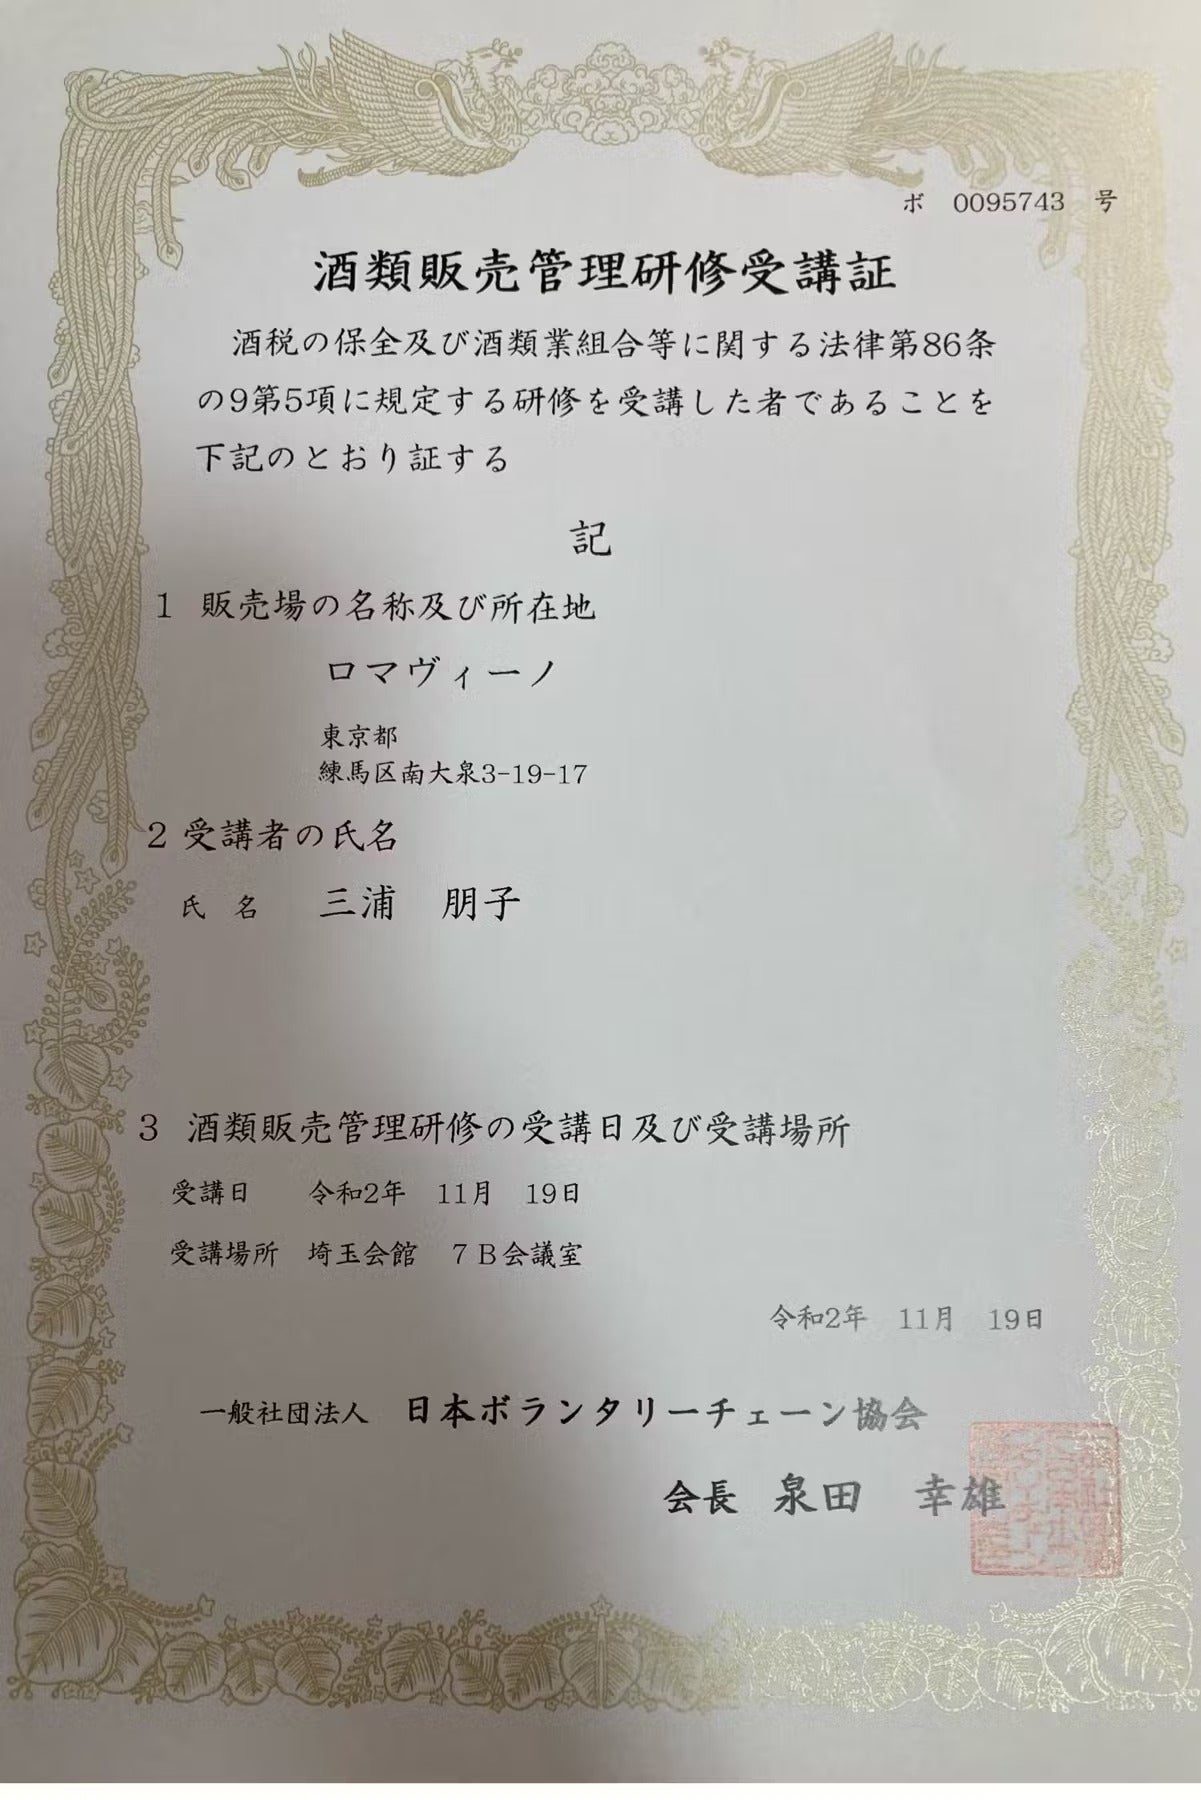 ボ 0095743 号
酒類販売管理研修受講証
酒税の保全及び酒類業組合等に関する法律第86条
の9第5項に規定する研修を受講した者であることを
下記のとおり証する
記
1 販売場の名称及び所在地
ロマヴィーノ
東京都
練馬区南大泉3-19-17
2 受講者の氏名
氏 名 三浦 朋子
3 酒類販売管理研修の受講日及び受講場所
受講日 令和2年 11月 19日
受講場所 埼玉会館 7B会議室
令和2年 11月 19日
一般社団法人 日本ボランタリーチェーン協会
会長 泉田 幸雄